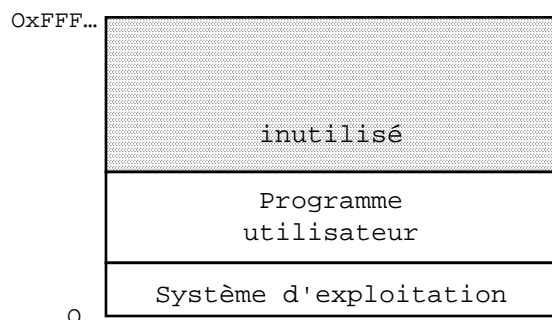 OxFFF…
inutilisé
Programme
utilisateur
Système d'exploitation
O